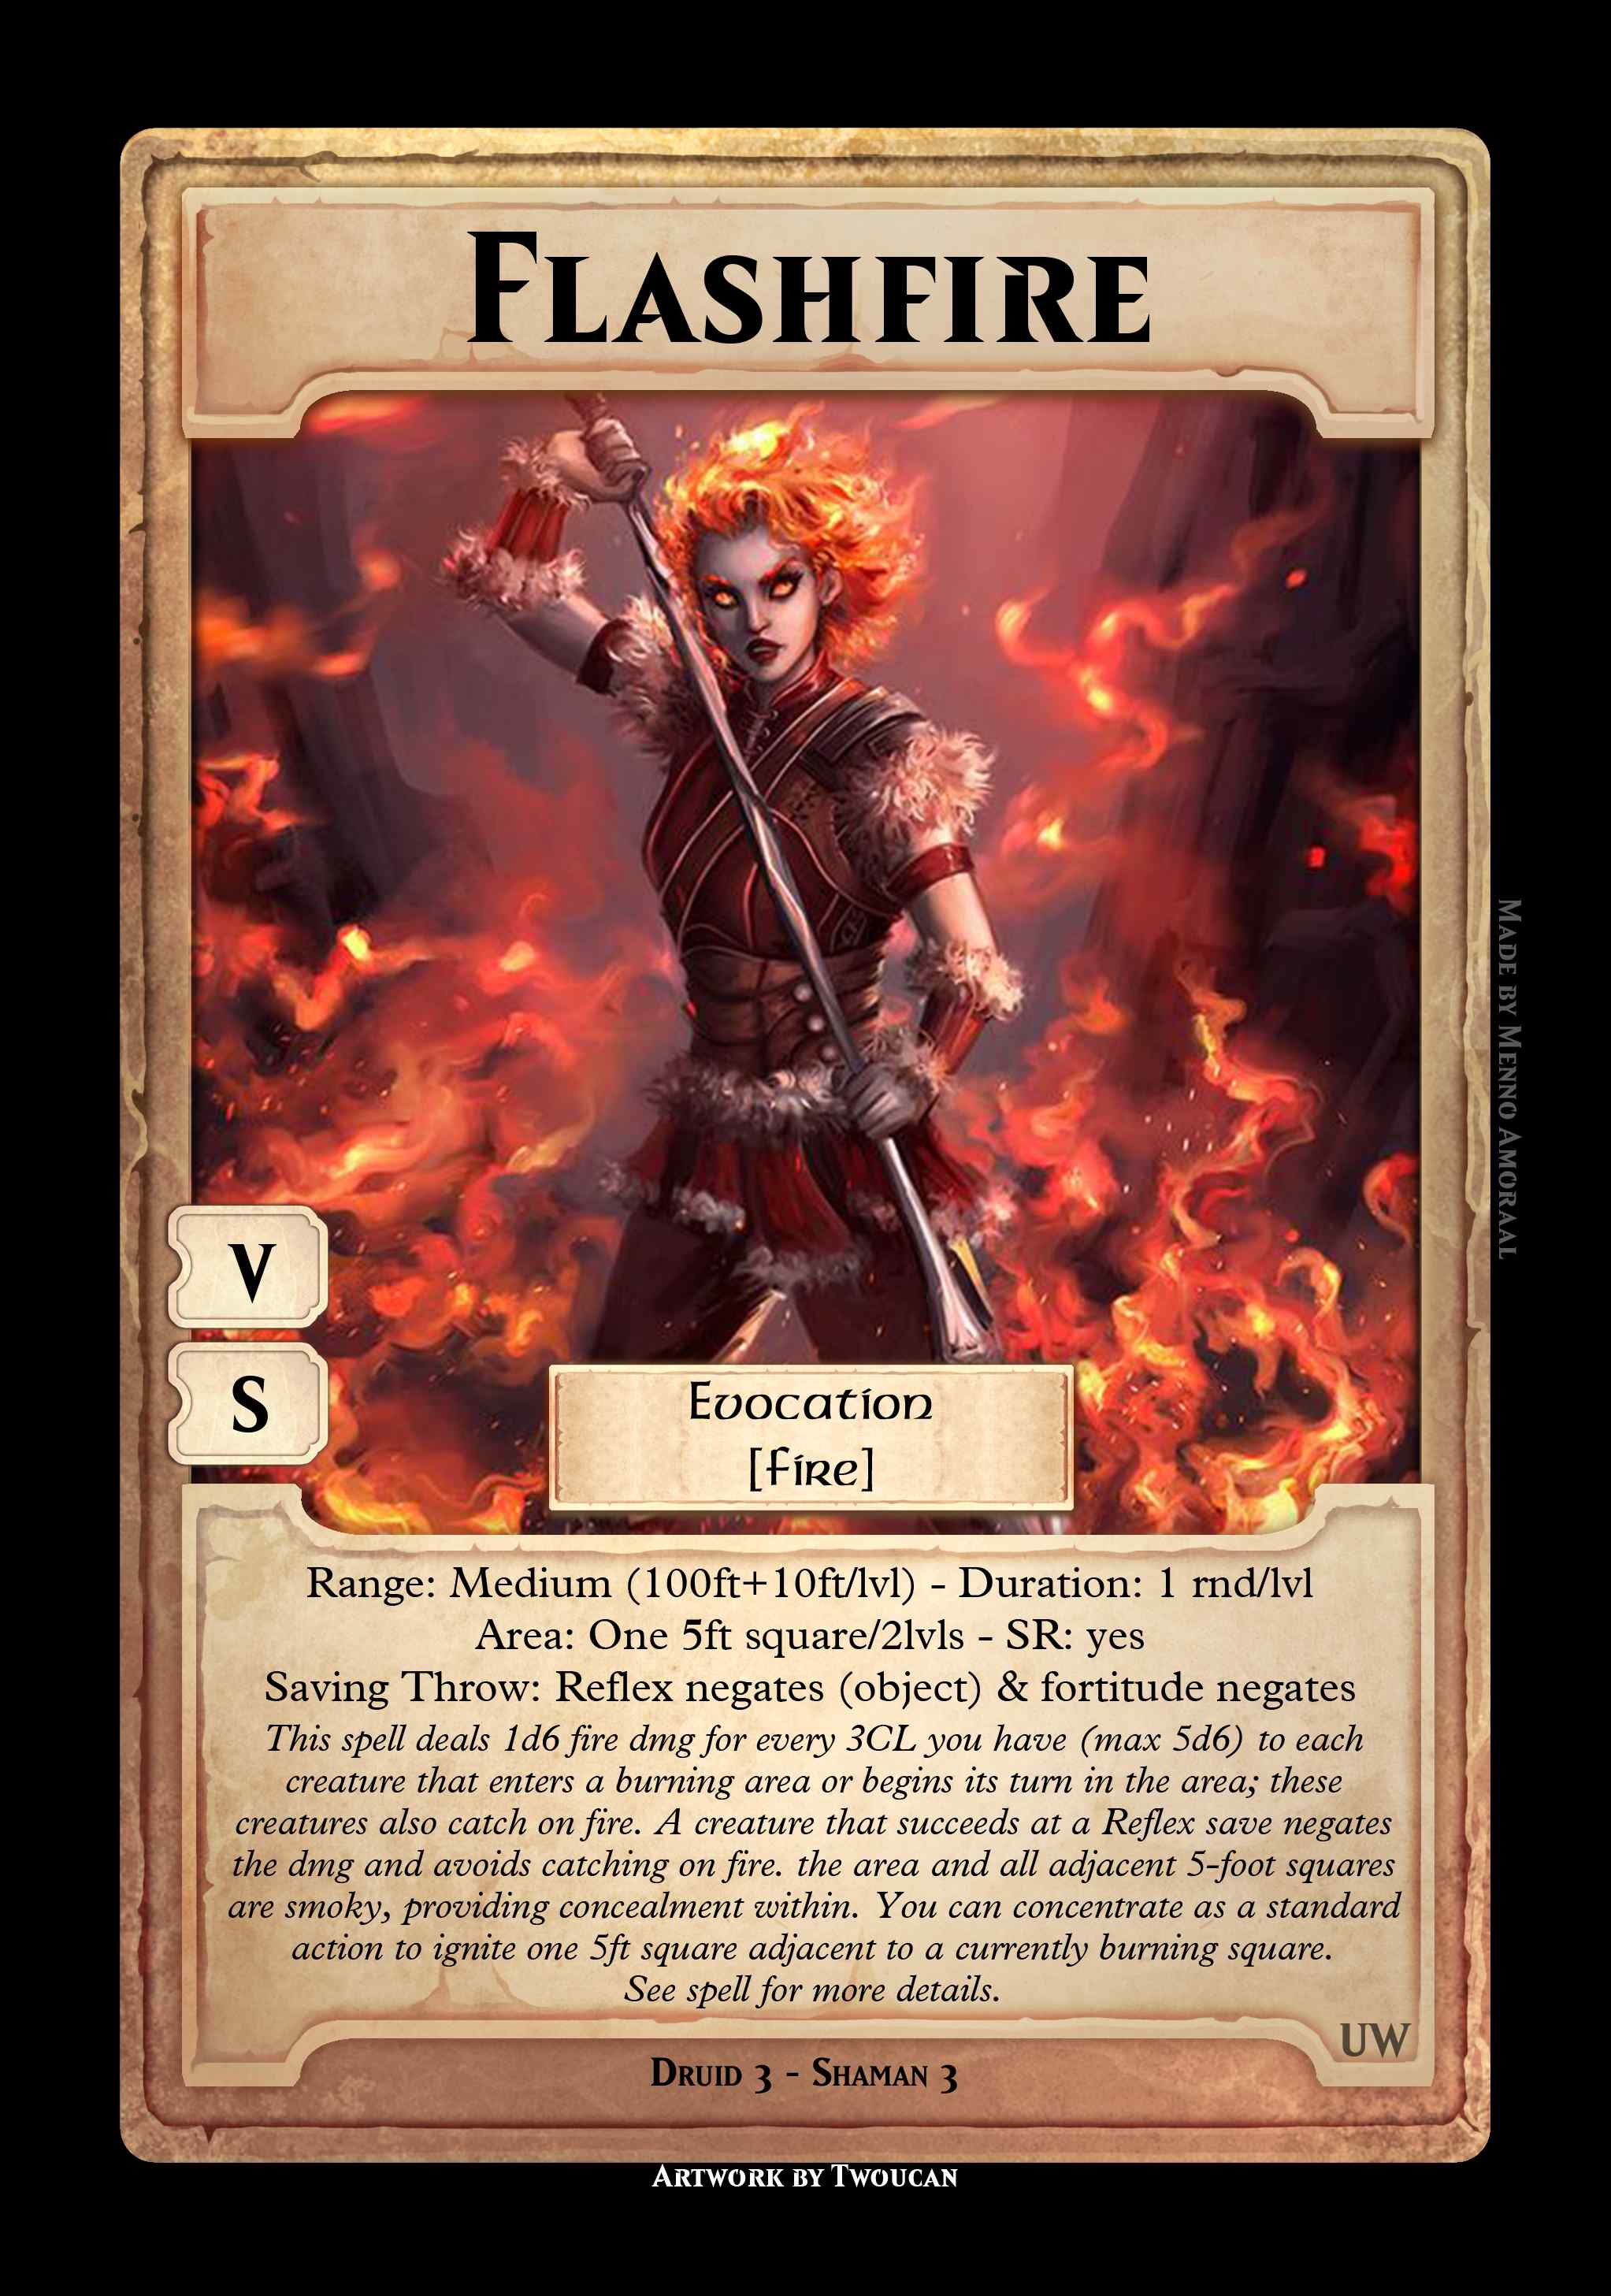 Flashfire
V
S
Evocation
[Fire]
Range: Medium (100ft+10ft/lvl) - Duration: 1 rnd/lvl
Area: One 5ft square/2lvls - SR: yes
Saving Throw: Reflex negates (object) & fortitude negates
This spell deals 1d6 fire dmg for every 3CL you have (max 5d6) to each
creature that enters a burning area or begins its turn in the area; these
creatures also catch on fire. A creature that succeeds at a Reflex save negates
the dmg and avoids catching on fire. the area and all adjacent 5-foot squares
are smoky, providing concealment within. You can concentrate as a standard
action to ignite one 5ft square adjacent to a currently burning square.
See spell for more details.
UW
Druid 3 - Shaman 3
Artwork by Twoucan
Made by Menno Amoraal